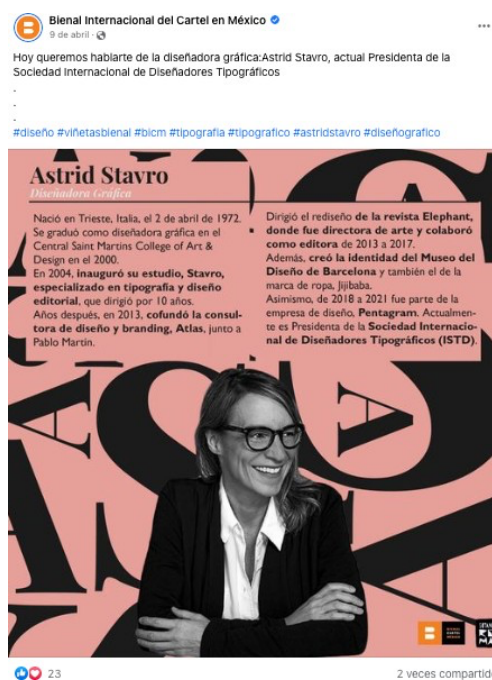 Bienal Internacional del Cartel en México
9 de abril ·
Hoy queremos hablarte de la diseñadora gráfica:Astrid Stavro, actual Presidenta de la
Sociedad Internacional de Diseñadores Tipográficos
.
.
.
#diseño #viñetasbienal #bicm #tipografia #tipografico #astridstavro #diseñografico
Astrid Stavro
Diseñadora Gráfica
Nació en Trieste, Italia, el 2 de abril de 1972.
Se graduó como diseñadora gráfica en el
Central Saint Martins College of Art &
Design en el 2000.
En 2004, inauguró su estudio, Stavro,
especializado en tipografía y diseño
editorial, que dirigió por 10 años.
Años después, en 2013, cofundó la consul-
tora de diseño y branding, Atlas, junto a
Pablo Martín.
Dirigió el rediseño de la revista Elephant,
donde fue directora de arte y colaboró
como editora de 2013 a 2017.
Además, creó la identidad del Museo del
Diseño de Barcelona y también el de la
marca de ropa, Jijibaba.
Asimismo, de 2018 a 2021 fue parte de la
empresa de diseño, Pentagram. Actualmen-
te es Presidenta de la Sociedad Internacio-
nal de Diseñadores Tipográficos (ISTD).
23
2 veces compartido